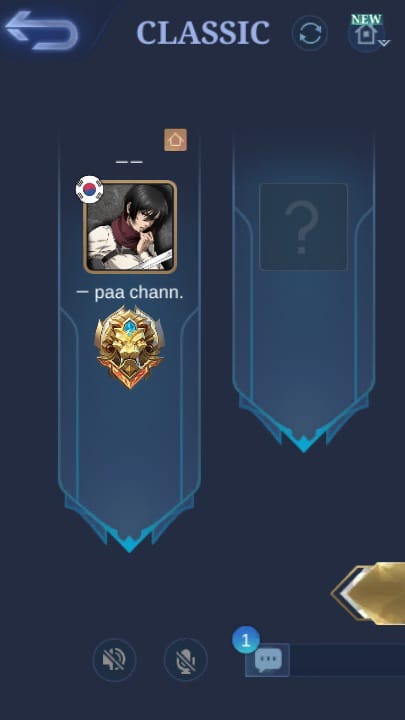 CLASSIC
NEW
— —
— paa chann.
?
1